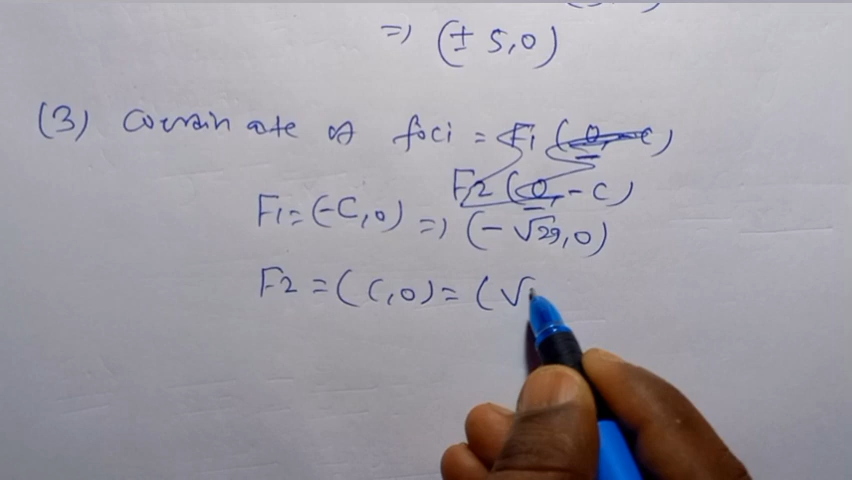 => (± 5,0)
(3) Coordinate of foci = F1 (0, c)
F2 (0, -C)
F1 = (-C, 0) => (-√29, 0)
F2 = (C, 0) = (√